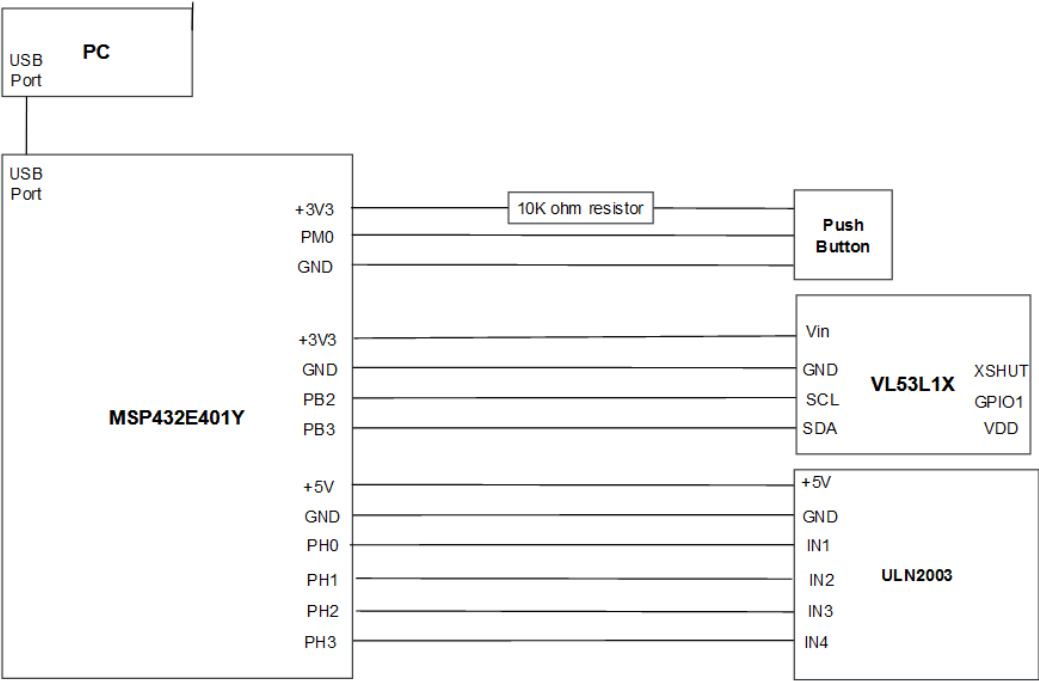 PC
USB
Port
USB
Port
+3V3
10K ohm resistor
PM0
GND
Push
Button
+3V3
Vin
GND
GND
VL53L1X
XSHUT
PB2
SCL
GPIO1
PB3
SDA
VDD
MSP432E401Y
+5V
+5V
GND
GND
PH0
IN1
PH1
IN2
ULN2003
PH2
IN3
PH3
IN4